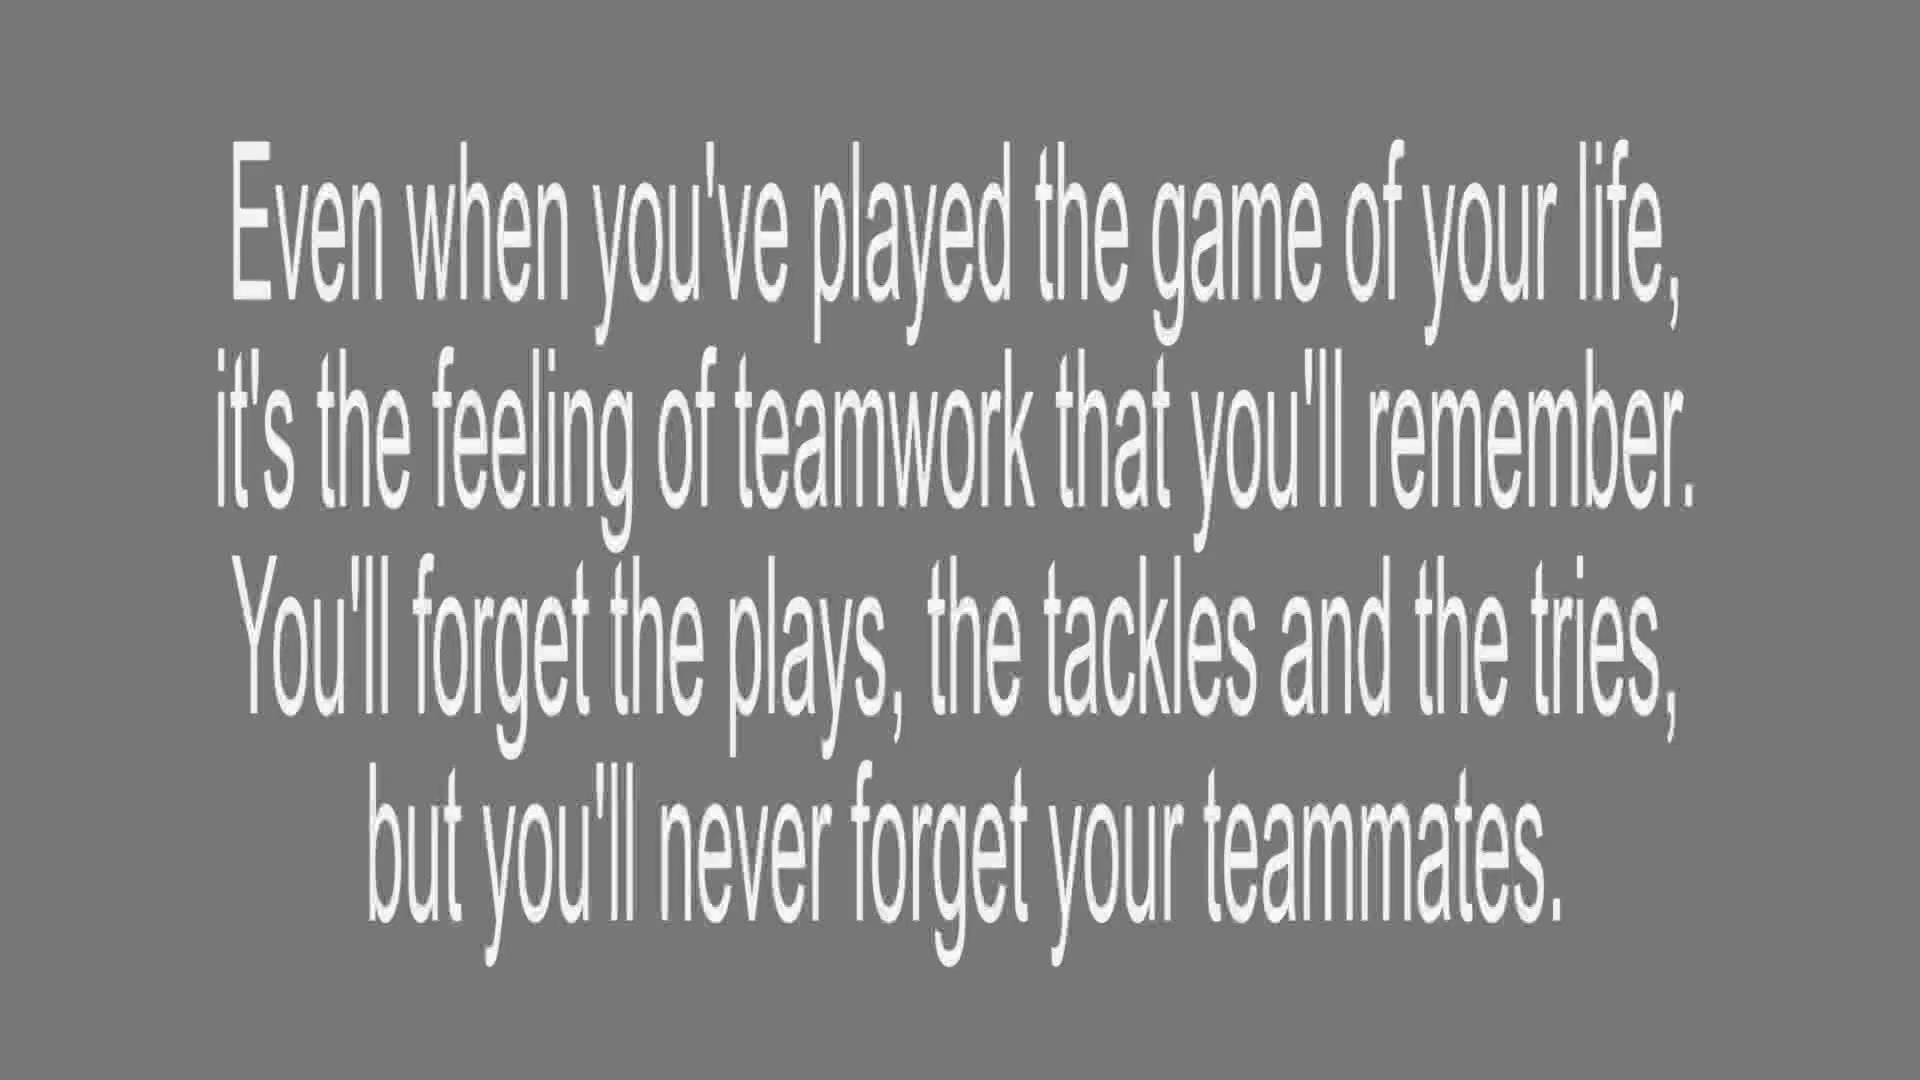 Even when you've played the game of your life,
it's the feeling of teamwork that you'll remember.
You'll forget the plays, the tackles and the tries,
but you'll never forget your teammates.